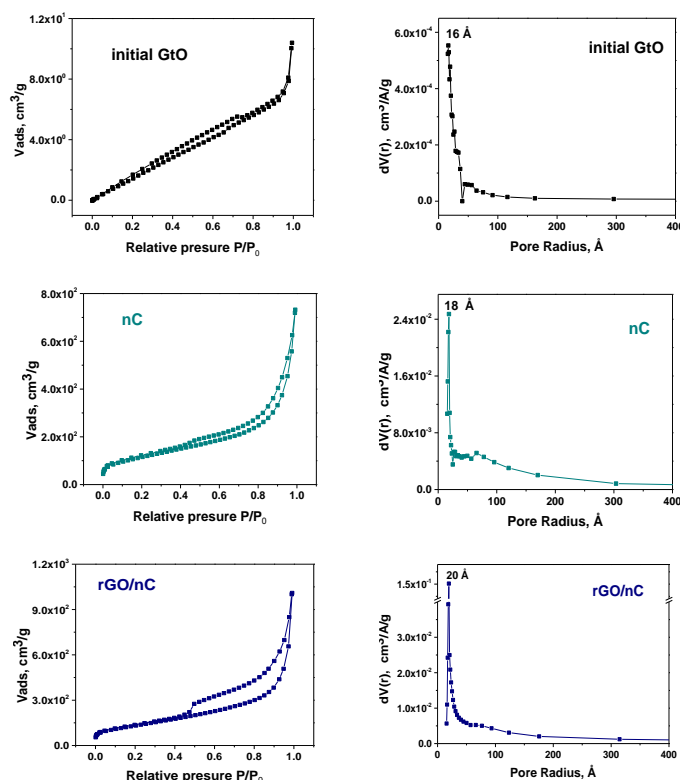 1.2x10¹
8.0x10⁰
4.0x10⁰
0.0
0.0 0.2 0.4 0.6 0.8 1.0
Vads, cm³/g
Relative presure P/P₀
initial GtO
6.0x10⁻⁴
4.0x10⁻⁴
2.0x10⁻⁴
0.0
0 100 200 300 400
dV(r), cm³/A/g
Pore Radius, Å
16 Å
initial GtO
8.0x10²
6.0x10²
4.0x10²
2.0x10²
0.0
0.0 0.2 0.4 0.6 0.8 1.0
Vads, cm³/g
Relative presure P/P₀
nC
2.4x10⁻²
1.6x10⁻²
8.0x10⁻³
0.0
0 100 200 300 400
dV(r), cm³/A/g
Pore Radius, Å
18 Å
nC
1.2x10³
9.0x10²
6.0x10²
3.0x10²
0.0
0.0 0.2 0.4 0.6 0.8 1.0
Vads, cm³/g
Relative presure P/P₀
rGO/nC
1.5x10⁻¹
3.0x10⁻²
2.0x10⁻²
1.0x10⁻²
0.0
0 100 200 300 400
dV(r), cm³/A/g
Pore Radius, Å
20 Å
rGO/nC